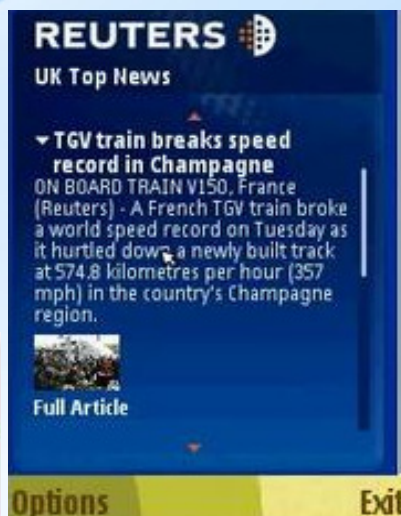 REUTERS
UK Top News
TGV train breaks speed
record in Champagne
ON BOARD TRAIN V150, France
(Reuters) - A French TGV train broke
a world speed record on Tuesday as
it hurtled down a newly built track
at 574.8 kilometres per hour (357
mph) in the country's Champagne
region.
Full Article
Options Exit